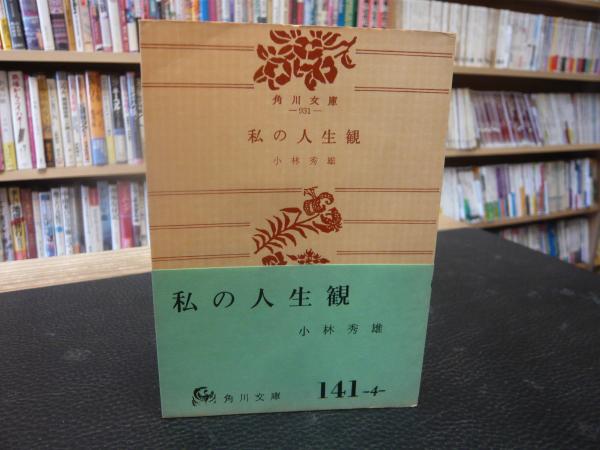 角川文庫
—931—
私の人生観
小林秀雄
私の人生観
小林秀雄
角川文庫 141-4-